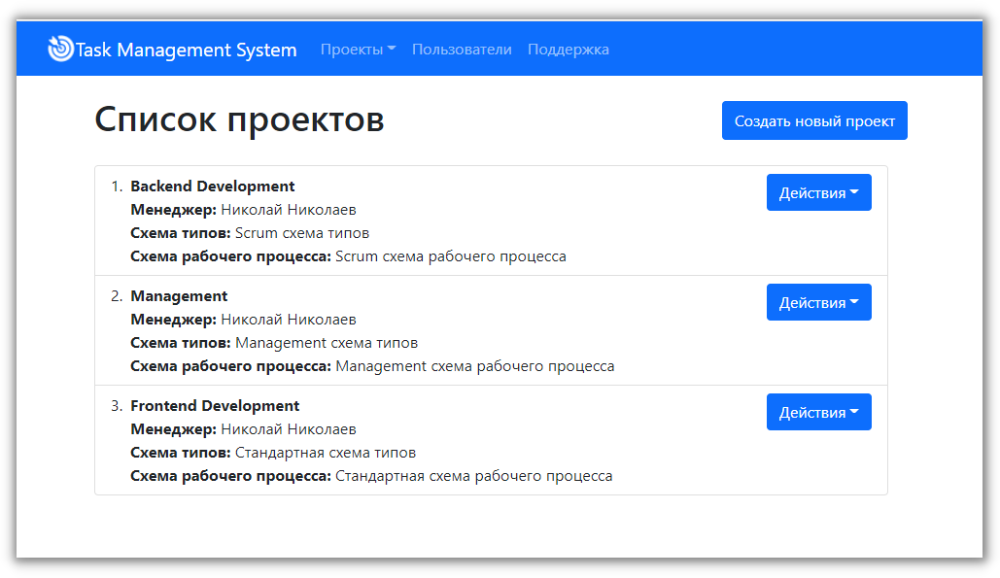 Task Management System Проекты Пользователи Поддержка
Список проектов
Создать новый проект
1. Backend Development
Действия
Менеджер: Николай Николаев
Схема типов: Scrum схема типов
Схема рабочего процесса: Scrum схема рабочего процесса
2. Management
Действия
Менеджер: Николай Николаев
Схема типов: Management схема типов
Схема рабочего процесса: Management схема рабочего процесса
3. Frontend Development
Действия
Менеджер: Николай Николаев
Схема типов: Стандартная схема типов
Схема рабочего процесса: Стандартная схема рабочего процесса